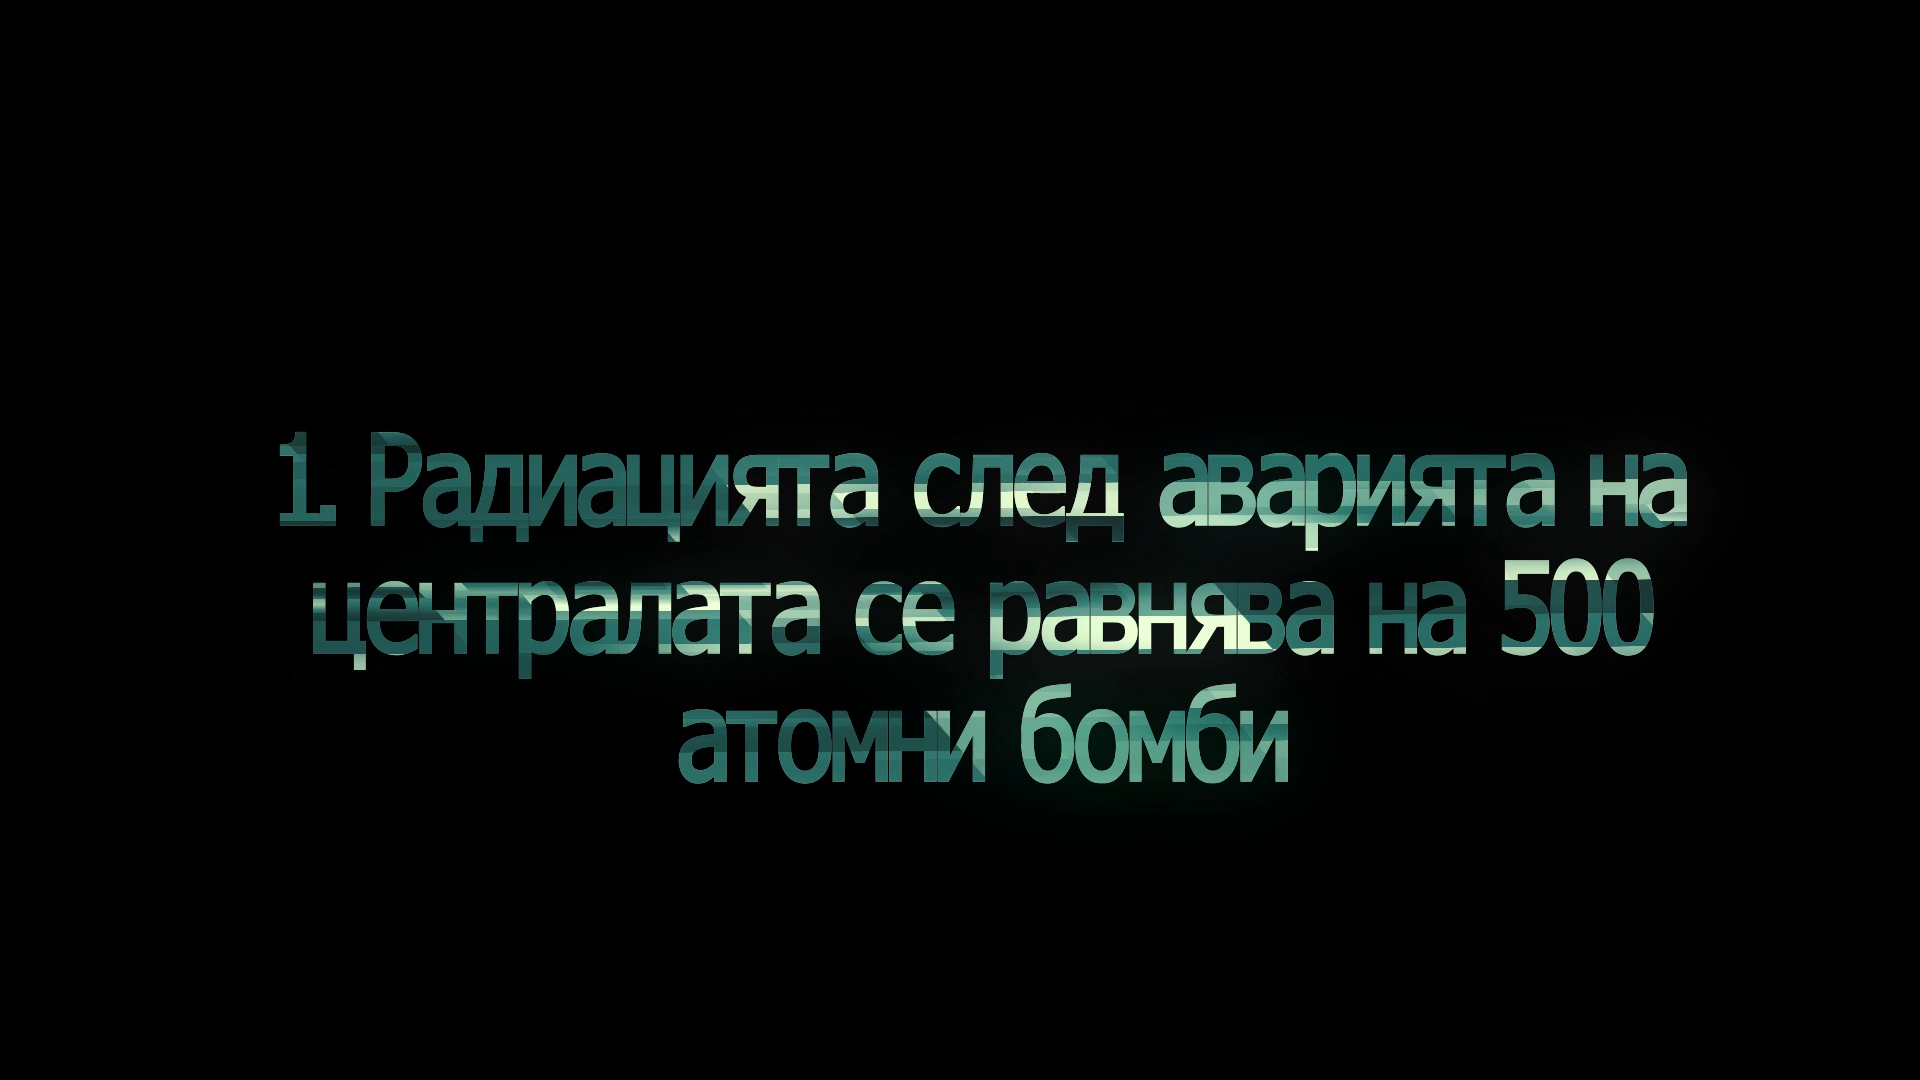 1. Радиацията след аварията на
централата се равнява на 500
атомни бомби